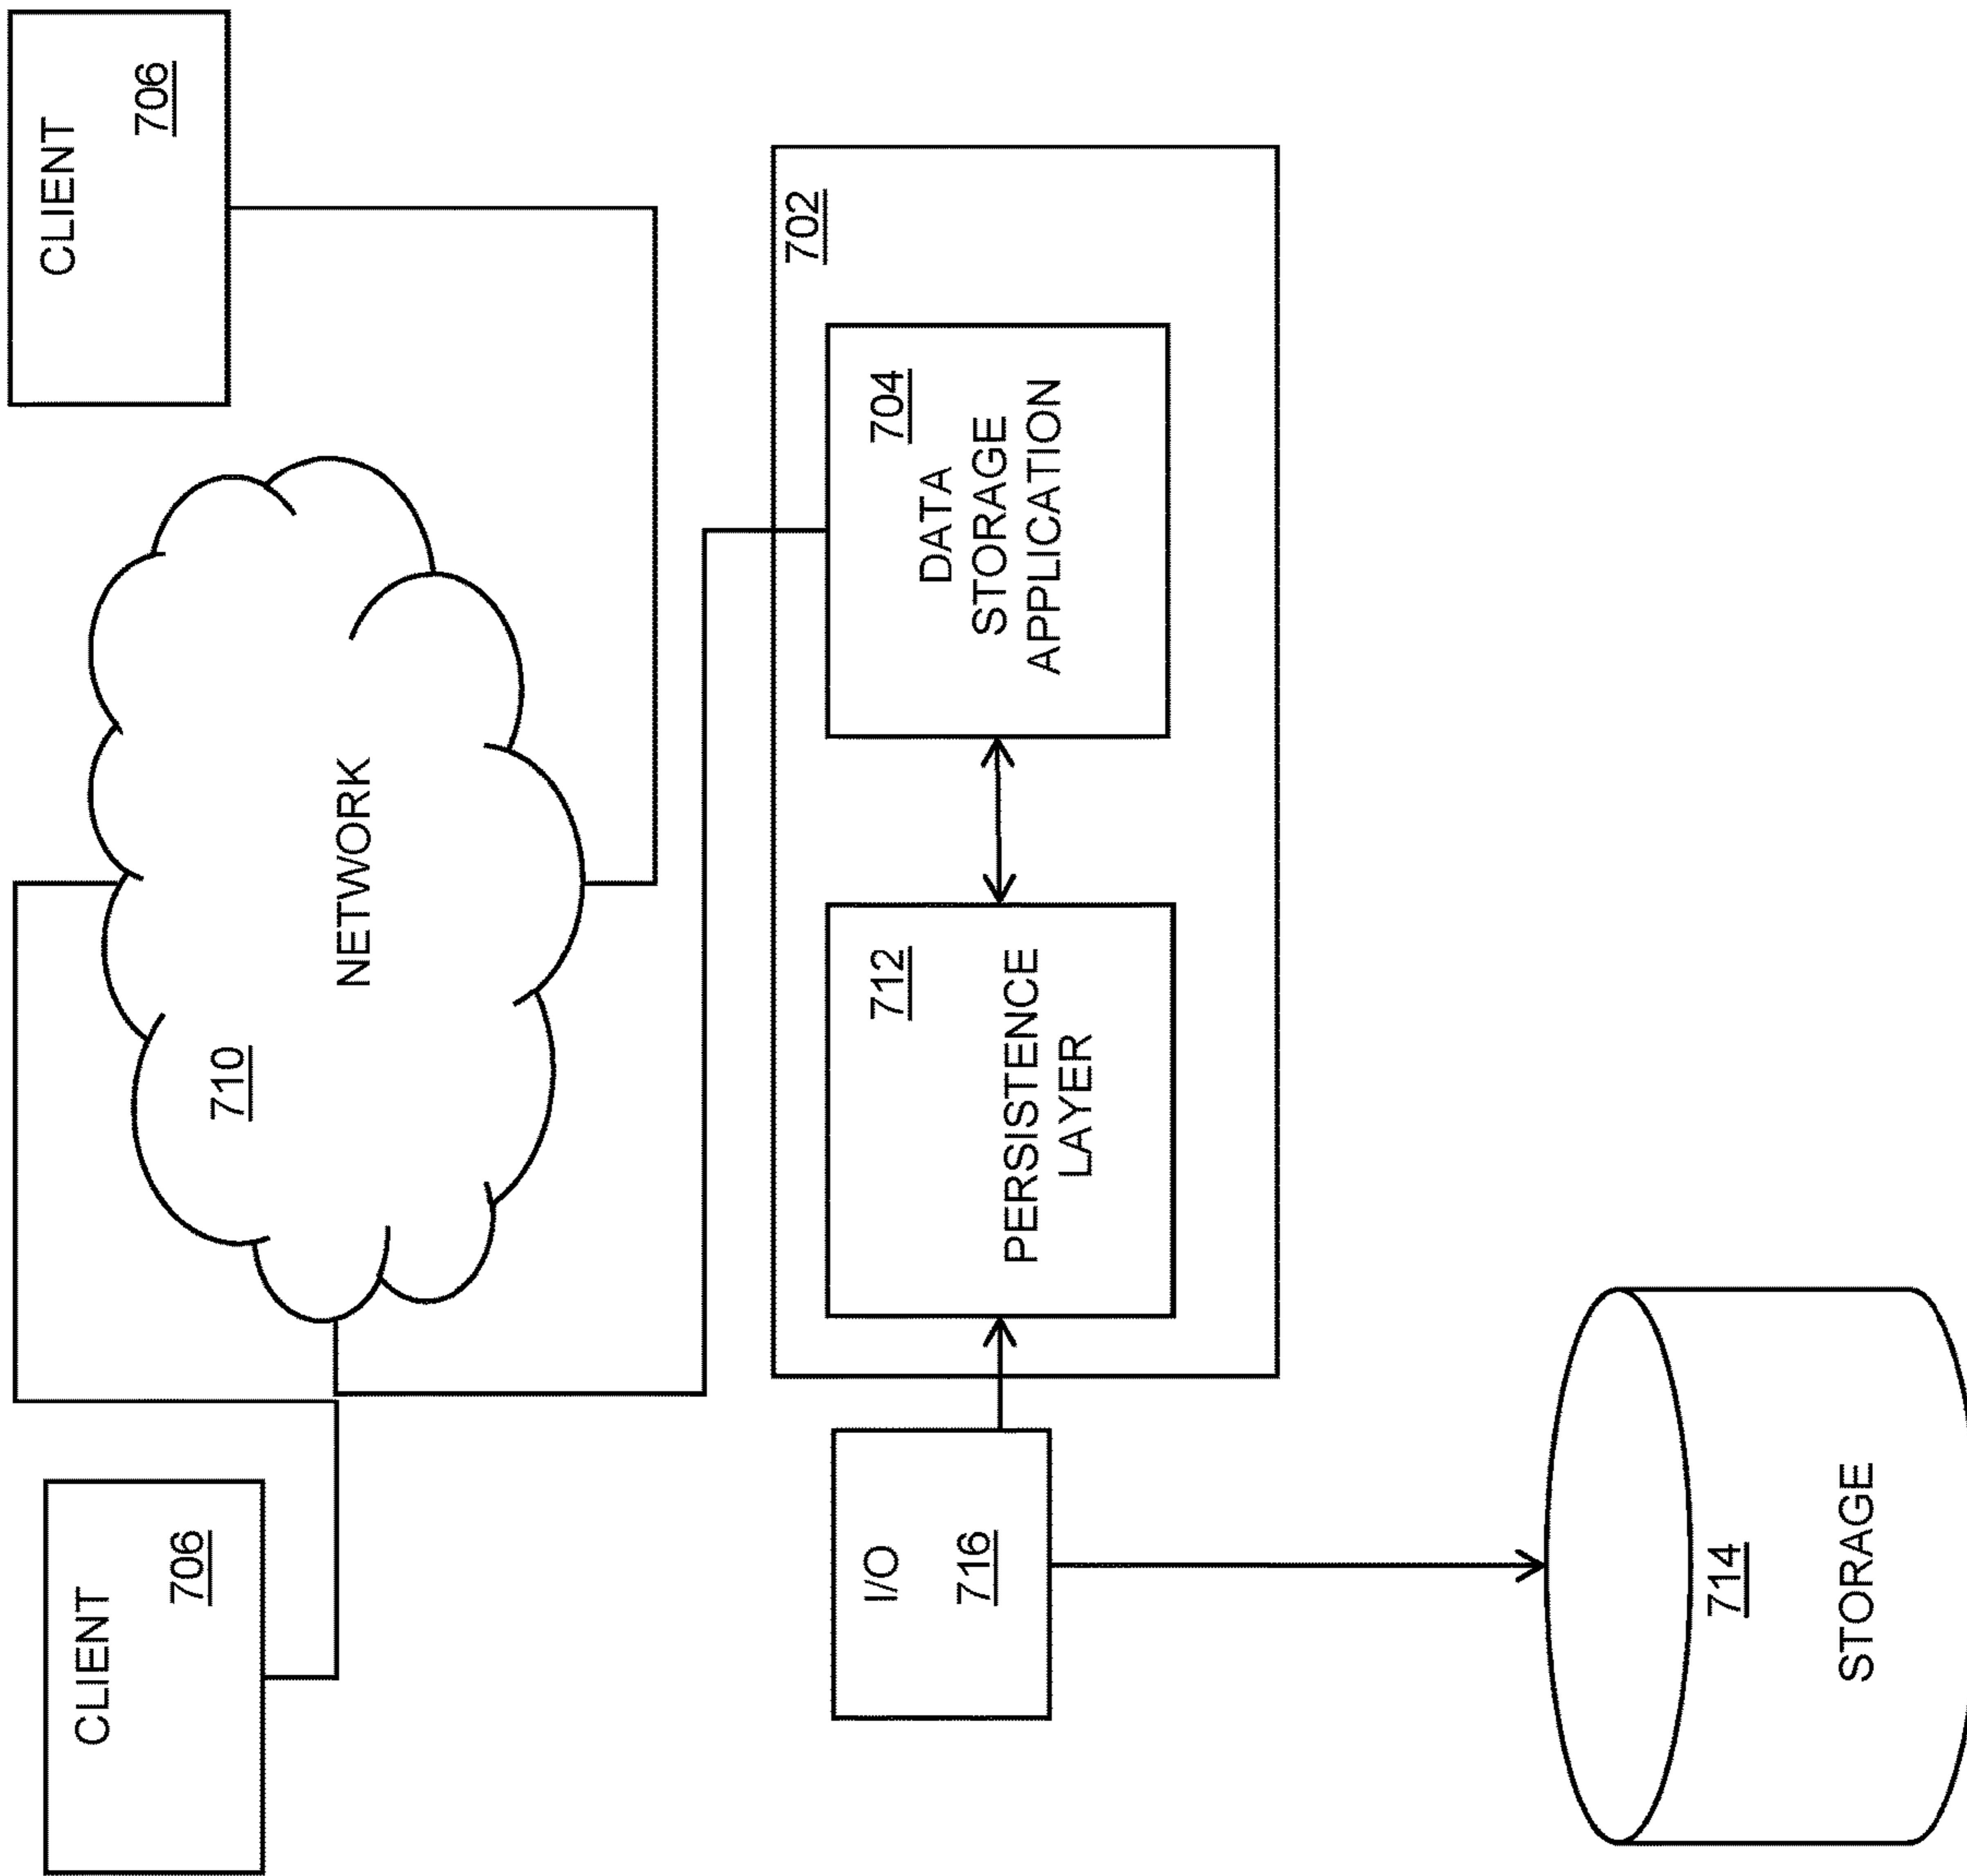 CLIENT
706
NETWORK
710
CLIENT
706
702
704
DATA
STORAGE
APPLICATION
712
PERSISTENCE
LAYER
I/O
716
714
STORAGE